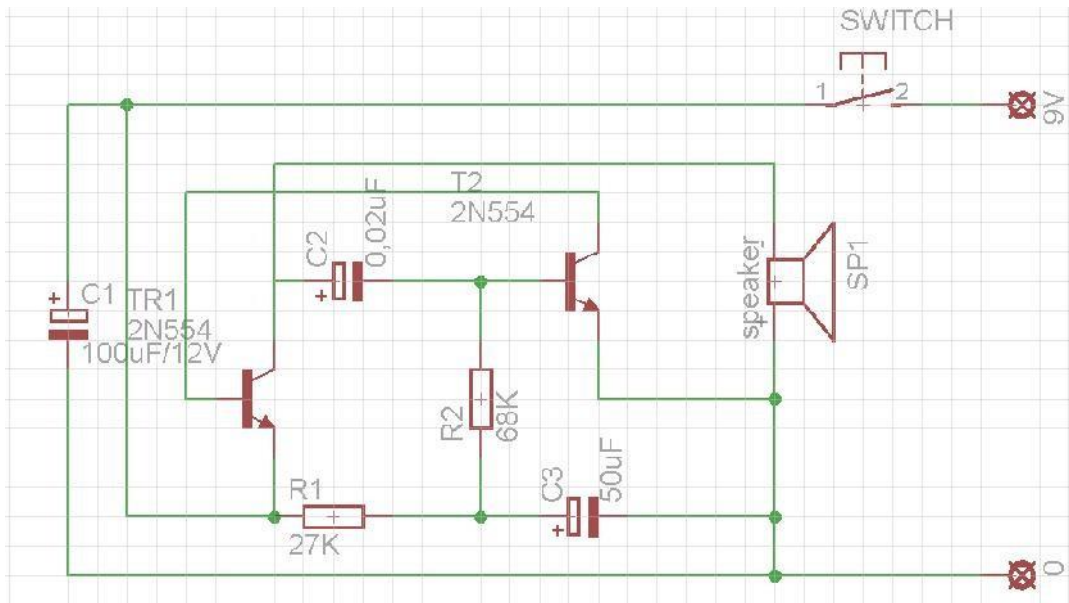 SWITCH
1
2
9V
T2
2N554
C2
0,02uF
+
speaker
SP1
+
C1
TR1
2N554
100uF/12V
R2
68K
R1
27K
C3
50uF
+
0